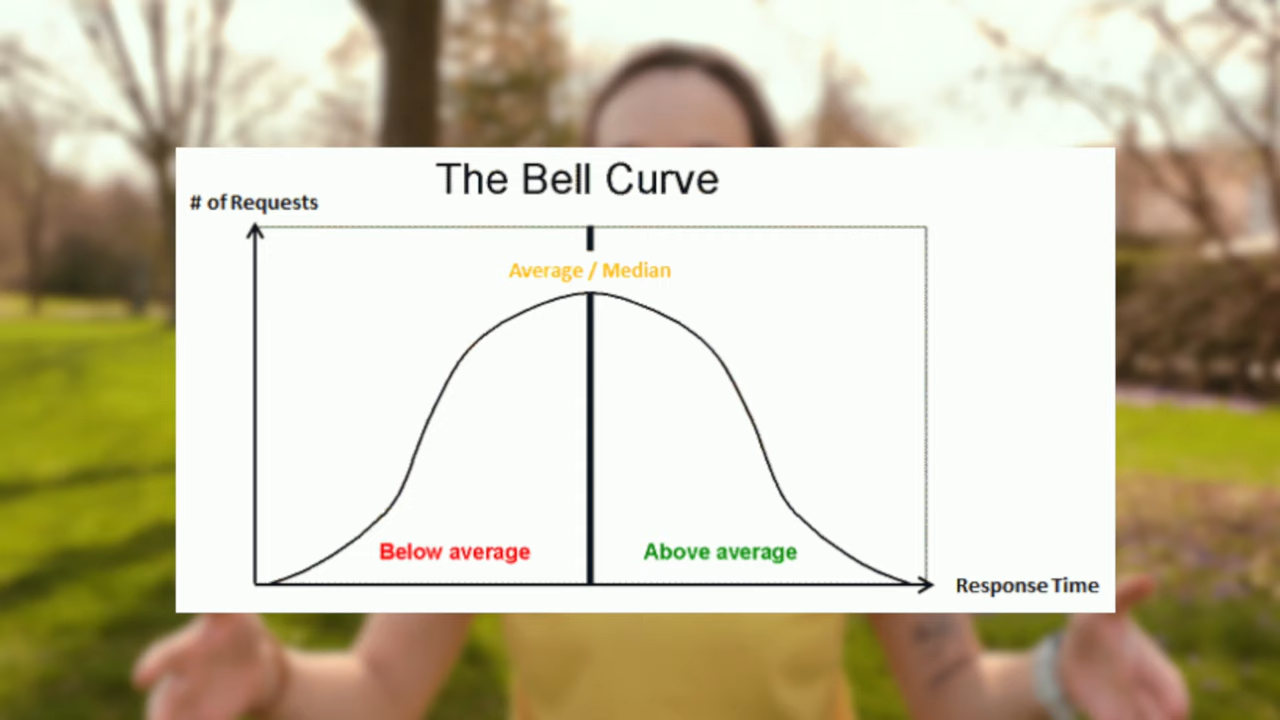 The Bell Curve
# of Requests
Average / Median
Below average
Above average
Response Time